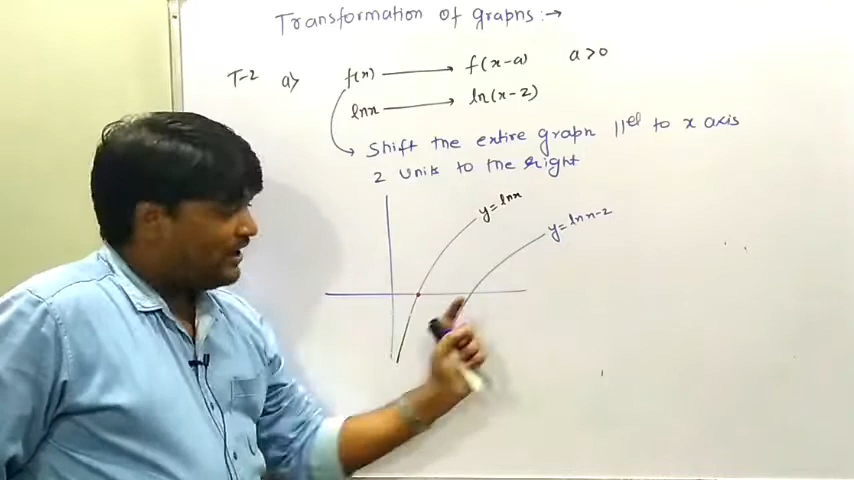 Transformation of graphs:→
T-2 a> f(x) → f(x-a) a>0
lnx → ln(x-2)
Shift the entire graph ||el to x axis
2 units to the right
y=lnx
y=lnx-2